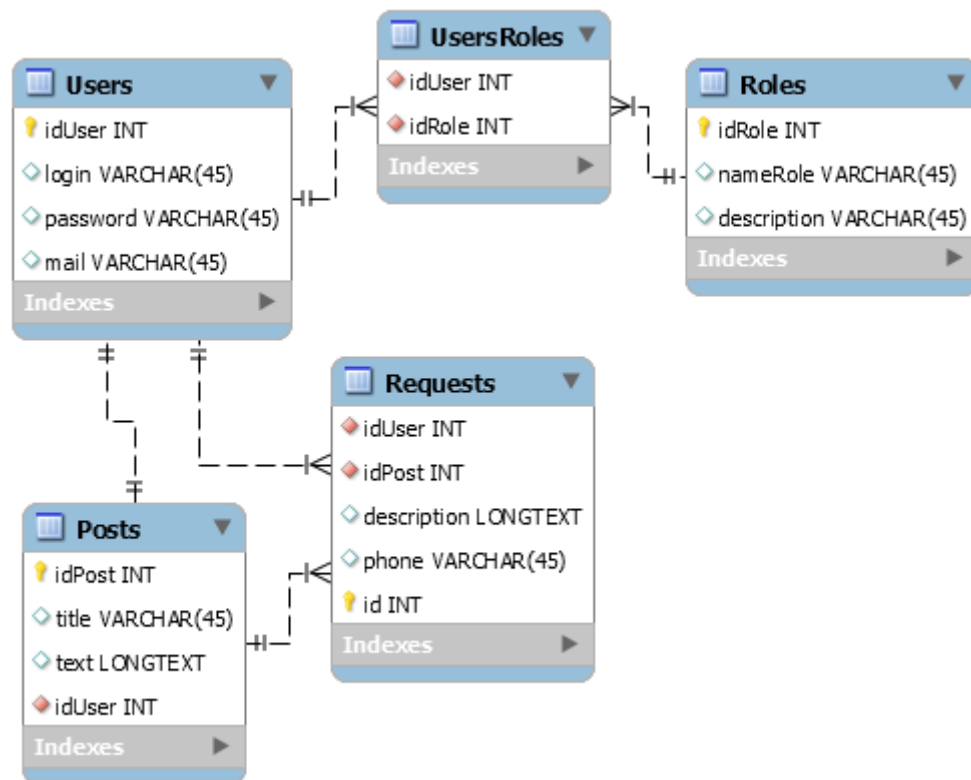 Users
idUser INT
login VARCHAR(45)
password VARCHAR(45)
mail VARCHAR(45)
Indexes
UsersRoles
idUser INT
idRole INT
Indexes
Roles
idRole INT
nameRole VARCHAR(45)
description VARCHAR(45)
Indexes
Requests
idUser INT
idPost INT
description LONGTEXT
phone VARCHAR(45)
id INT
Indexes
Posts
idPost INT
title VARCHAR(45)
text LONGTEXT
idUser INT
Indexes